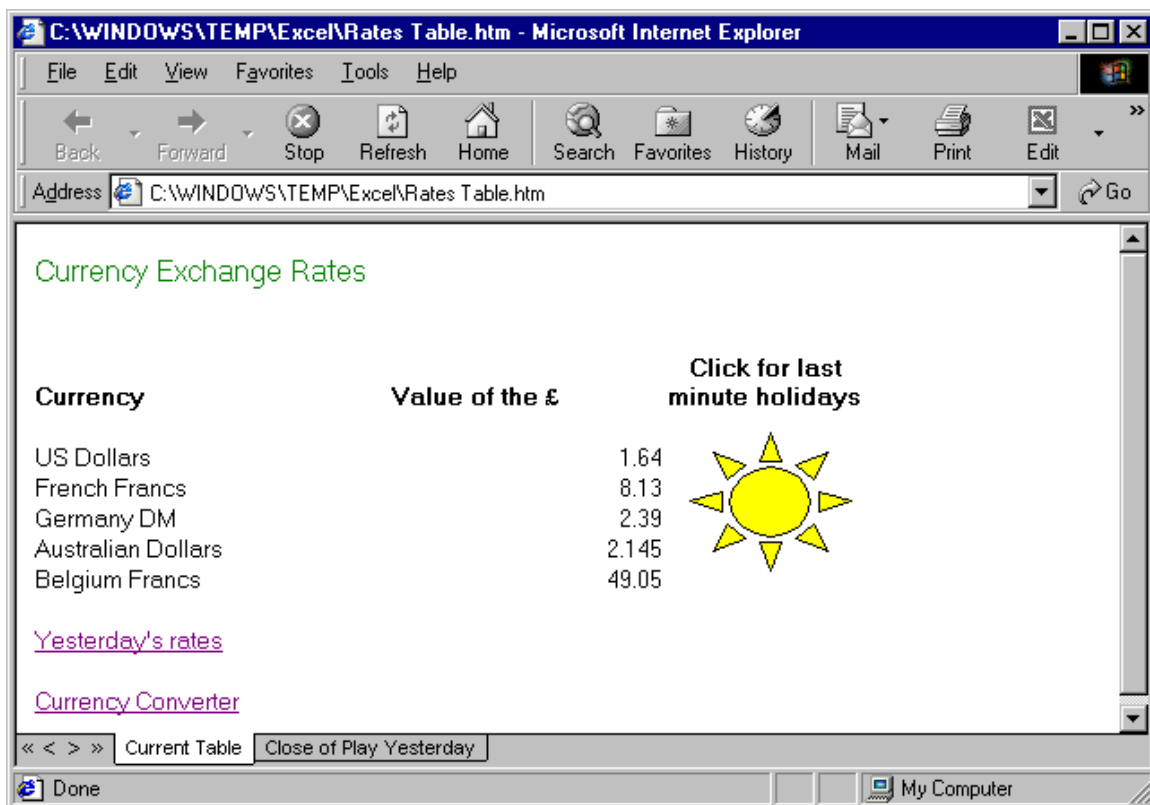 C:\WINDOWS\TEMP\Excel\Rates Table.htm - Microsoft Internet Explorer
File Edit View Favorites Tools Help
Back Forward Stop Refresh Home Search Favorites History Mail Print Edit »
Address C:\WINDOWS\TEMP\Excel\Rates Table.htm Go
Currency Exchange Rates
Click for last
Currency Value of the £ minute holidays
US Dollars 1.64
French Francs 8.13
Germany DM 2.39
Australian Dollars 2.145
Belgium Francs 49.05
Yesterday's rates
Currency Converter
« < > » Current Table Close of Play Yesterday
Done My Computer